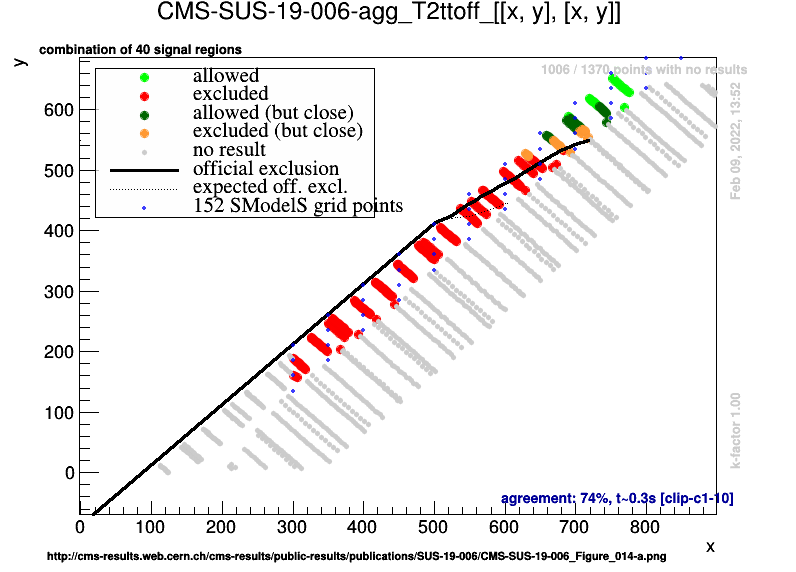 CMS-SUS-19-006-agg_T2ttoff_[[x, y], [x, y]]
combination of 40 signal regions
y
1006 / 1370 points with no results
allowed
excluded
allowed (but close)
excluded (but close)
no result
official exclusion
expected off. excl.
152 SModelS grid points
600
500
400
300
200
100
0
Feb 09, 2022, 13:52
k-factor 1.00
agreement: 74%, t~0.3s [clip-c1-10]
0 100 200 300 400 500 600 700 800
x
http://cms-results.web.cern.ch/cms-results/public-results/publications/SUS-19-006/CMS-SUS-19-006_Figure_014-a.png